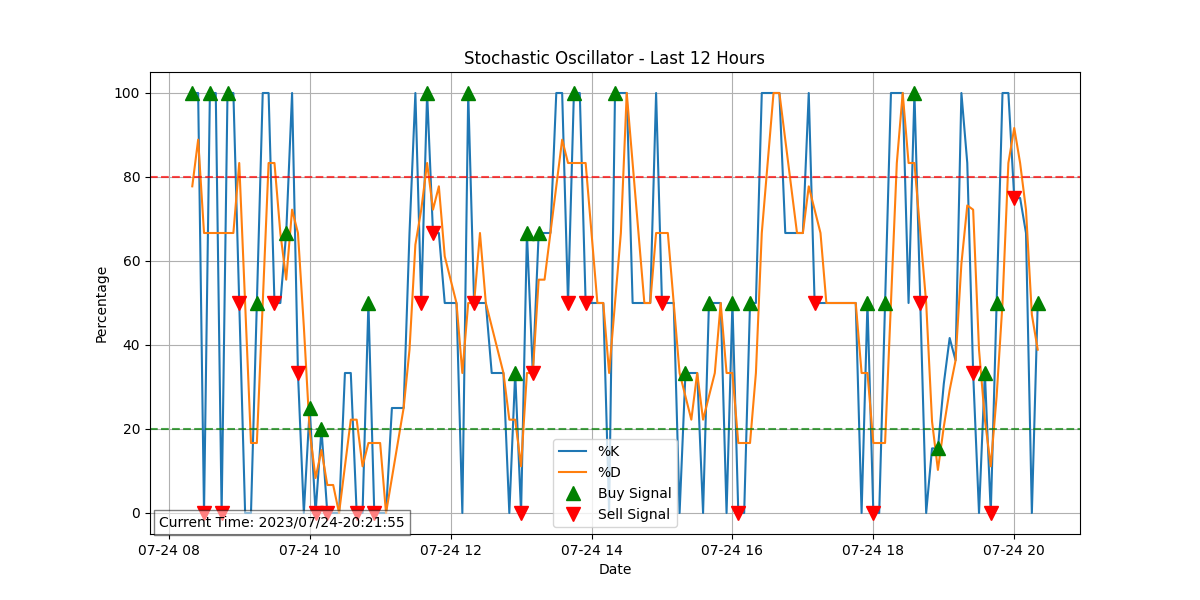 Stochastic Oscillator - Last 12 Hours
Percentage
100
80
60
40
20
0
%K
%D
Buy Signal
Sell Signal
Current Time: 2023/07/24-20:21:55
07-24 08
07-24 10
07-24 12
07-24 14
07-24 16
07-24 18
07-24 20
Date